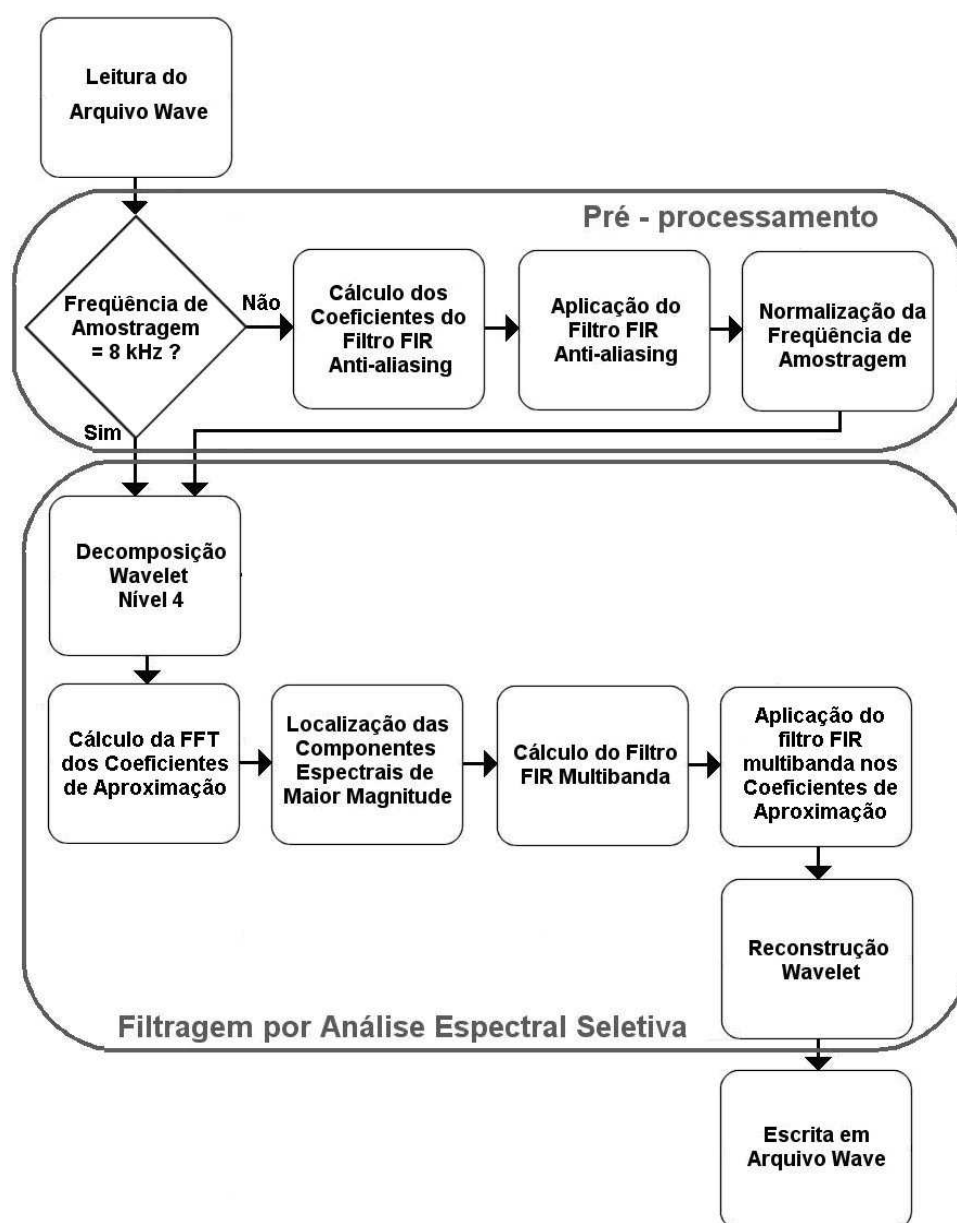 Leitura do
Arquivo Wave
Pré - processamento
Freqüência de
Amostragem
= 8 kHz ?
Não
Sim
Cálculo dos
Coeficientes do
Filtro FIR
Anti-aliasing
Aplicação do
Filtro FIR
Anti-aliasing
Normalização da
Freqüência de
Amostragem
Decomposição
Wavelet
Nível 4
Cálculo da FFT
dos Coeficientes
de Aproximação
Localização das
Componentes
Espectrais de
Maior Magnitude
Cálculo do Filtro
FIR Multibanda
Aplicação do
filtro FIR
multibanda nos
Coeficientes de
Aproximação
Reconstrução
Wavelet
Filtragem por Análise Espectral Seletiva
Escrita em
Arquivo Wave